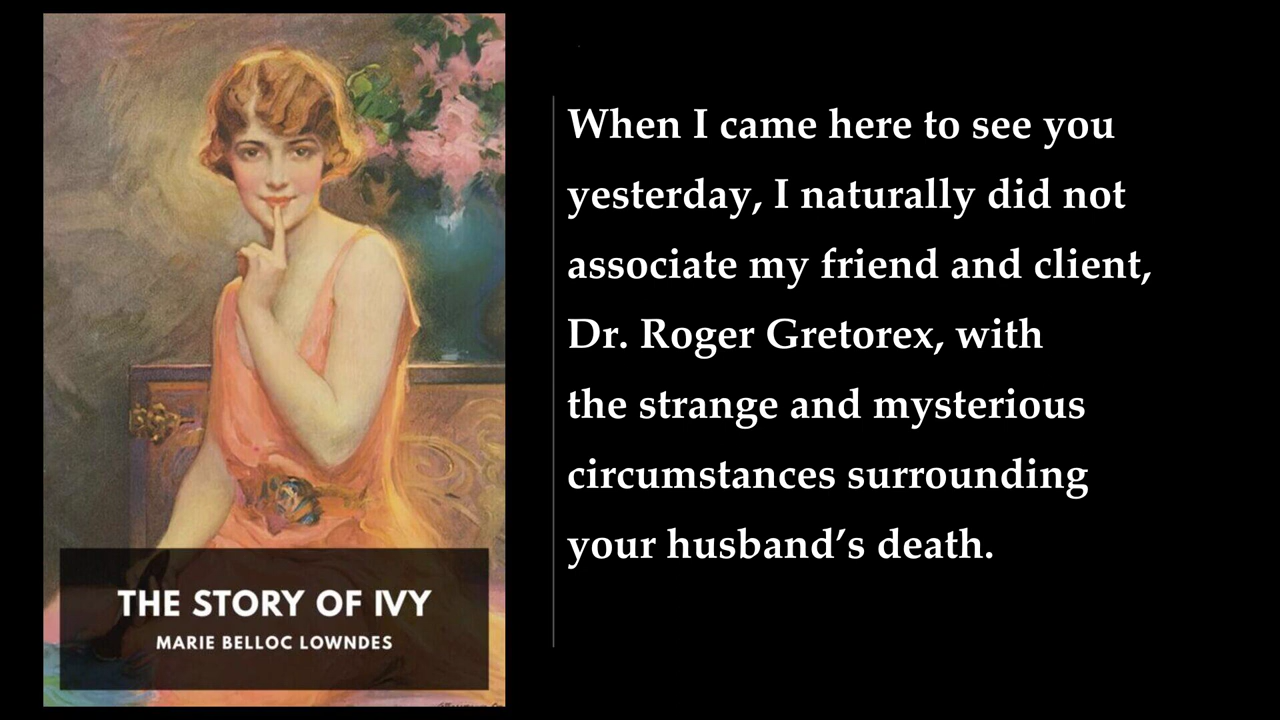 When I came here to see you
yesterday, I naturally did not
associate my friend and client,
Dr. Roger Gretorex, with
the strange and mysterious
circumstances surrounding
your husband’s death.
THE STORY OF IVY
MARIE BELLOC LOWNDES